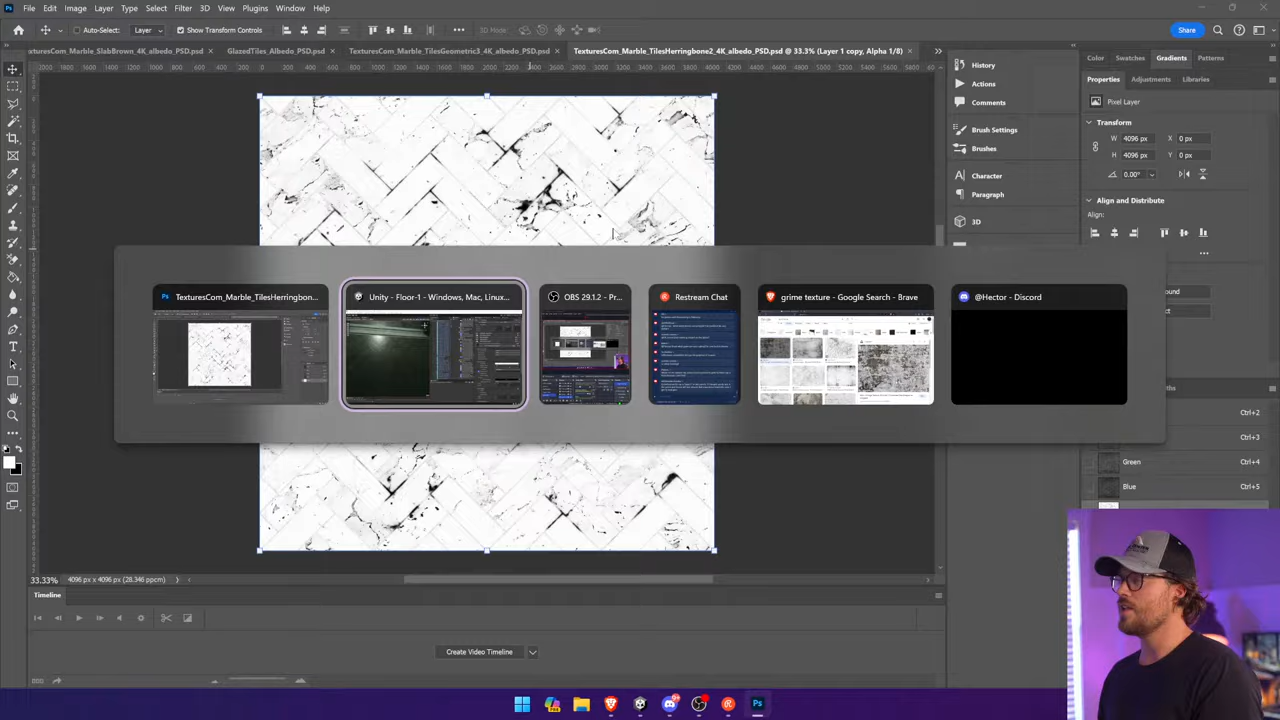 File Edit Image Layer Type Select Filter 3D View Plugins Window Help
Auto-Select: Layer Show Transform Controls 3D Mode: Share
TexturesCom_Marble_SlabBrown_4K_albedo_PSD.psd GlazedTiles_Albedo_PSD.psd TexturesCom_Marble_TilesGeometric3_4K_albedo_PSD.psd TexturesCom_Marble_TilesHerringbone2_4K_albedo_PSD.psd @ 33.3% (Layer 1 copy, Alpha 1/8)
Color Swatches Gradients Patterns
History
Actions
Comments
Brush Settings
Brushes
Character
Paragraph
3D
Properties Adjustments Libraries
Pixel Layer
Transform
W 4096 px X 0 px
H 4096 px Y 0 px
0.00°
Align and Distribute
Align:
TexturesCom_Marble_TilesHerringbon...
Unity - Floor-1 - Windows, Mac, Linux...
OBS 29.1.2 - Pr...
Restream Chat
grime texture - Google Search - Brave
@Hector - Discord
Ctrl+2
Ctrl+3
Green Ctrl+4
Blue Ctrl+5
33.33% 4096 px x 4096 px (28.346 ppcm)
Timeline
Create Video Timeline